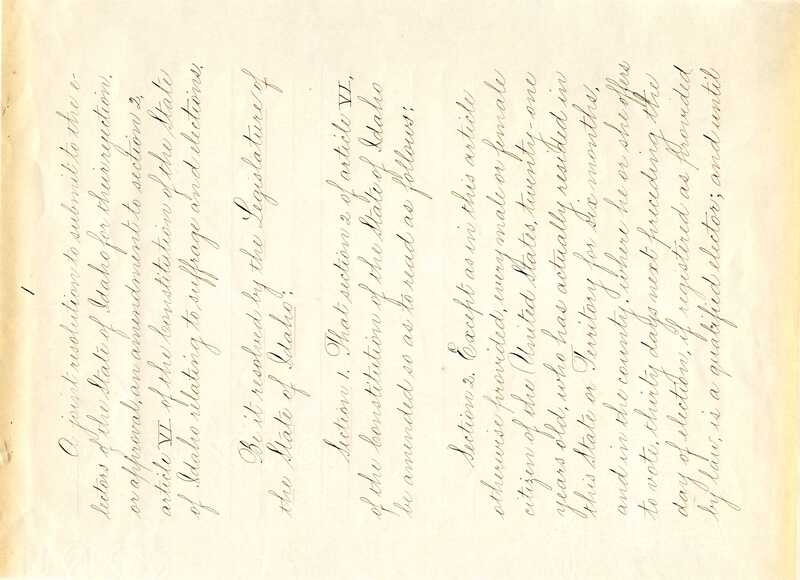 1
A joint resolution to submit to the e-
lectors of the State of Idaho for their rejection,
or approval, an amendment to section 2,
article VI of the Constitution of the State
of Idaho relating to suffrage and elections.
Be it resolved by the Legislature of
the State of Idaho:
Section 1. That section 2 of article VI,
of the Constitution of the State of Idaho
be amended so as to read as follows:
Section 2. Except as in this article
otherwise provided, every male or female
citizen of the United States, twenty-one
years old, who has actually resided in
this State or Territory for six months,
and in the county, where he or she offers
to vote, thirty days next preceding the
day of election, if registered as provided
by law, is a qualified elector; and until